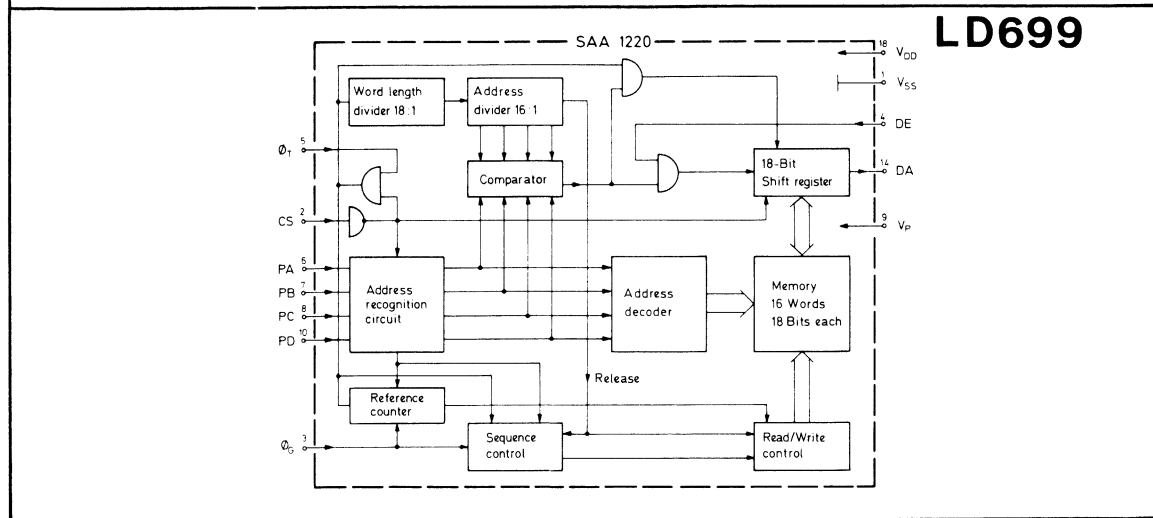 SAA 1220
LD699
18 V_DD
1 V_SS
Word length
divider 18:1
Address
divider 16:1
4 DE
5 Ø_T
Comparator
18-Bit
Shift register
14 DA
2 CS
9 V_P
6 PA
7 PB
8 PC
10 PD
Address
recognition
circuit
Address
decoder
Memory
16 Words
18 Bits each
Release
Reference
counter
3 Ø_G
Sequence
control
Read/Write
control